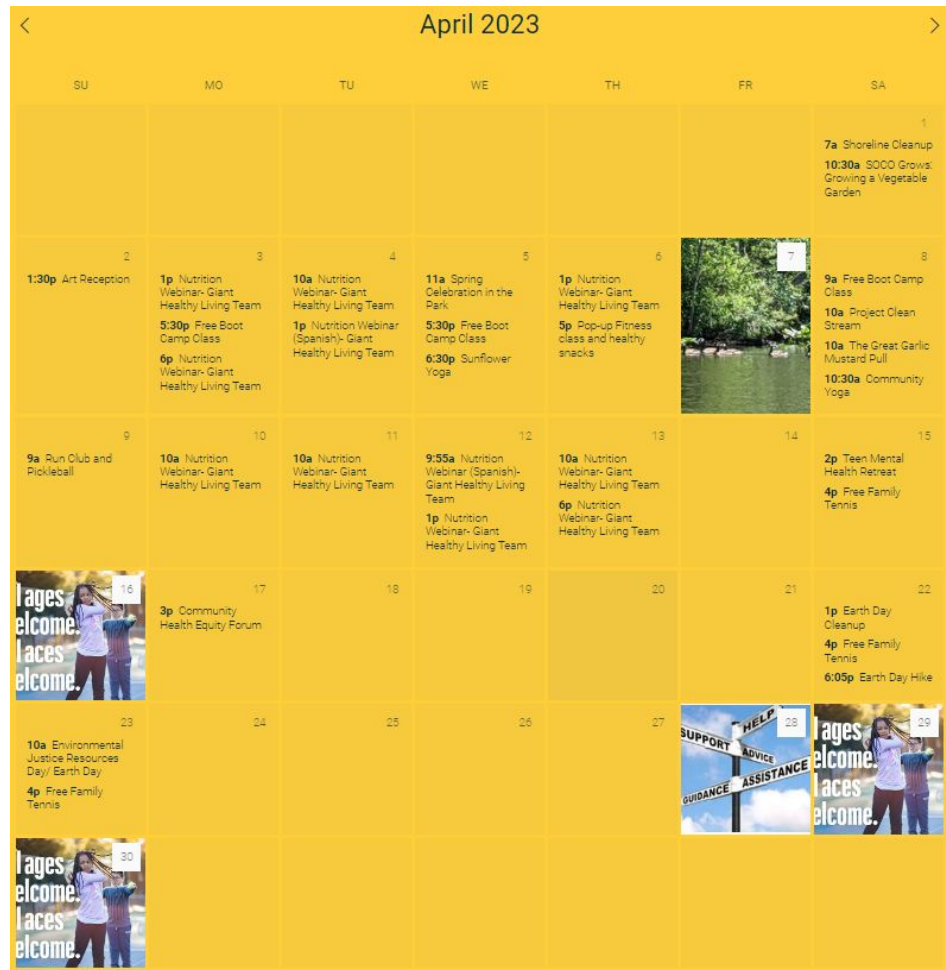 April 2023
SU MO TU WE TH FR SA
1
7a Shoreline Cleanup
10:30a SOCO Grows:
Growing a Vegetable
Garden
2
1:30p Art Reception
3
1p Nutrition
Webinar- Giant
Healthy Living Team
5:30p Free Boot
Camp Class
6p Nutrition
Webinar- Giant
Healthy Living Team
4
10a Nutrition
Webinar- Giant
Healthy Living Team
1p Nutrition Webinar
(Spanish)- Giant
Healthy Living Team
5
11a Spring
Celebration in the
Park
5:30p Free Boot
Camp Class
6:30p Sunflower
Yoga
6
1p Nutrition
Webinar- Giant
Healthy Living Team
5p Pop-up Fitness
class and healthy
snacks
7
8
9a Free Boot Camp
Class
10a Project Clean
Stream
10a The Great Garlic
Mustard Pull
10:30a Community
Yoga
9
9a Run Club and
Pickleball
10
10a Nutrition
Webinar- Giant
Healthy Living Team
11
10a Nutrition
Webinar- Giant
Healthy Living Team
12
9:55a Nutrition
Webinar (Spanish)-
Giant Healthy Living
Team
1p Nutrition
Webinar- Giant
Healthy Living Team
13
10a Nutrition
Webinar- Giant
Healthy Living Team
6p Nutrition
Webinar- Giant
Healthy Living Team
14
15
2p Teen Mental
Health Retreat
4p Free Family
Tennis
16
l ages
elcome.
l aces
elcome.
17
3p Community
Health Equity Forum
18
19
20
21
22
1p Earth Day
Cleanup
4p Free Family
Tennis
6:05p Earth Day Hike
23
10a Environmental
Justice Resources
Day/ Earth Day
4p Free Family
Tennis
24
25
26
27
28
HELP
SUPPORT
ADVICE
ASSISTANCE
GUIDANCE
29
l ages
elcome.
l aces
elcome.
30
l ages
elcome.
l aces
elcome.